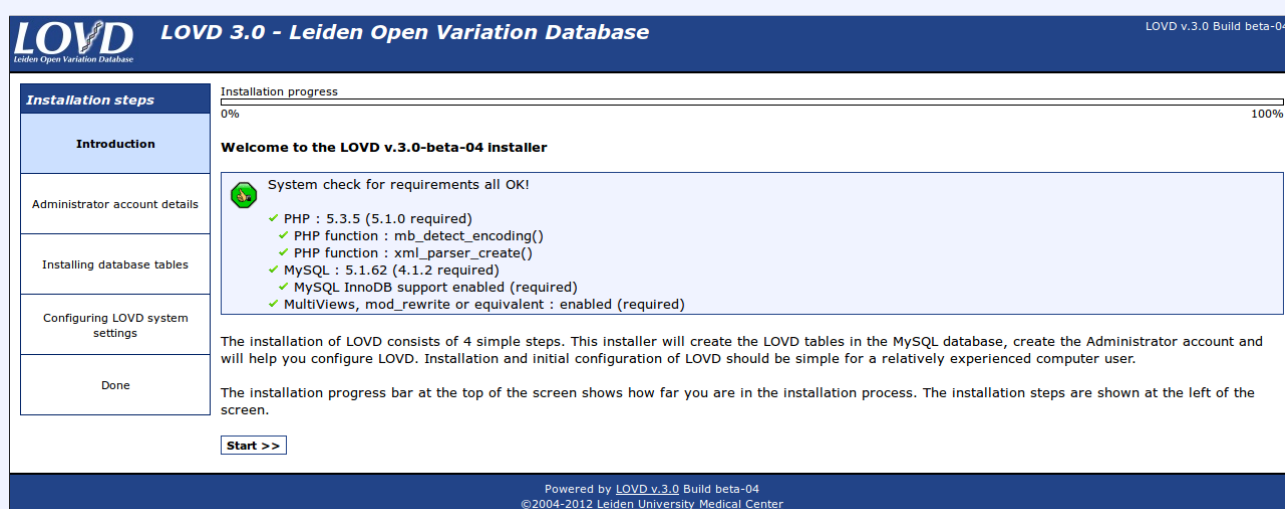 LOVD
Leiden Open Variation Database
LOVD 3.0 - Leiden Open Variation Database
LOVD v.3.0 Build beta-04
Installation steps
Introduction
Administrator account details
Installing database tables
Configuring LOVD system
settings
Done
Installation progress
0% 100%
Welcome to the LOVD v.3.0-beta-04 installer
System check for requirements all OK!
PHP : 5.3.5 (5.1.0 required)
PHP function : mb_detect_encoding()
PHP function : xml_parser_create()
MySQL : 5.1.62 (4.1.2 required)
MySQL InnoDB support enabled (required)
MultiViews, mod_rewrite or equivalent : enabled (required)
The installation of LOVD consists of 4 simple steps. This installer will create the LOVD tables in the MySQL database, create the Administrator account and
will help you configure LOVD. Installation and initial configuration of LOVD should be simple for a relatively experienced computer user.
The installation progress bar at the top of the screen shows how far you are in the installation process. The installation steps are shown at the left of the
screen.
Start >>
Powered by LOVD v.3.0 Build beta-04
©2004-2012 Leiden University Medical Center